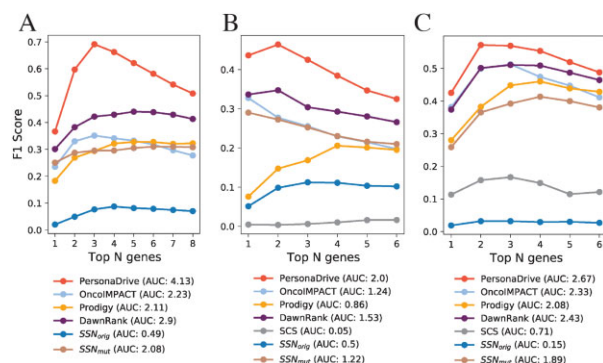 A
B
C
F1 Score
0.7
0.6
0.5
0.4
0.3
0.2
0.1
0.0
1 2 3 4 5 6 7 8
Top N genes
0.4
0.3
0.2
0.1
0.0
1 2 3 4 5 6
Top N genes
0.5
0.4
0.3
0.2
0.1
0.0
1 2 3 4 5 6
Top N genes
PersonaDrive (AUC: 4.13)
OncoIMPACT (AUC: 2.23)
Prodigy (AUC: 2.11)
DawnRank (AUC: 2.9)
SSNorig (AUC: 0.49)
SSNmut (AUC: 2.08)
PersonaDrive (AUC: 2.0)
OncoIMPACT (AUC: 1.24)
Prodigy (AUC: 0.86)
DawnRank (AUC: 1.53)
SCS (AUC: 0.05)
SSNorig (AUC: 0.5)
SSNmut (AUC: 1.22)
PersonaDrive (AUC: 2.67)
OncoIMPACT (AUC: 2.33)
Prodigy (AUC: 2.08)
DawnRank (AUC: 2.43)
SCS (AUC: 0.71)
SSNorig (AUC: 0.15)
SSNmut (AUC: 1.89)